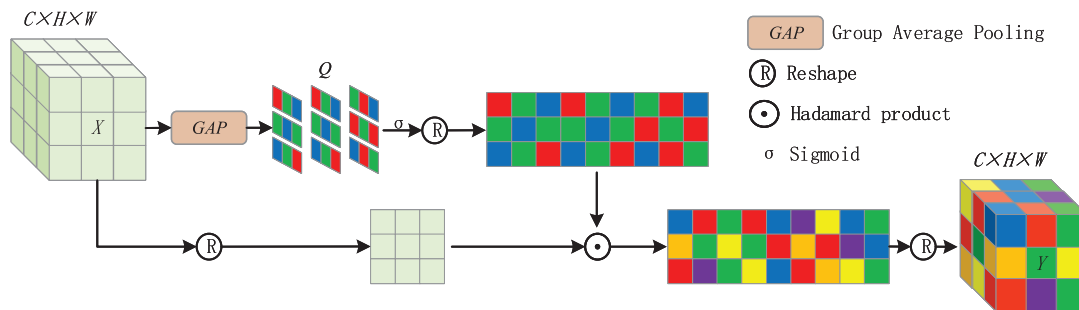 C×H×W
GAP Group Average Pooling
R Reshape
Hadamard product
σ Sigmoid
Q
X
GAP
σ
R
C×H×W
R
R
Y